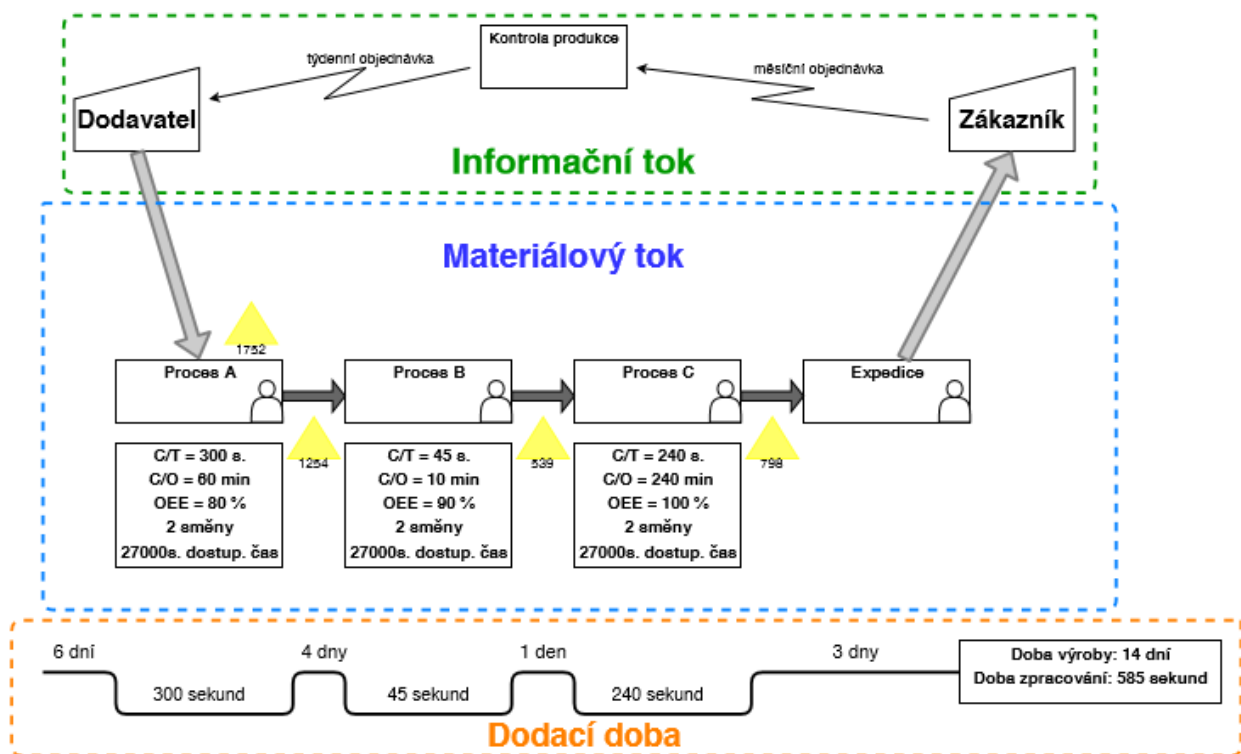 Kontrola produkce
týdenní objednávka
měsíční objednávka
Dodavatel
Zákazník
Informační tok
Materiálový tok
1752
Proces A
Proces B
Proces C
Expedice
1254
539
798
C/T = 300 s.
C/O = 60 min
OEE = 80 %
2 směny
27000s. dostup. čas
C/T = 45 s.
C/O = 10 min
OEE = 90 %
2 směny
27000s. dostup. čas
C/T = 240 s.
C/O = 240 min
OEE = 100 %
2 směny
27000s. dostup. čas
6 dní
4 dny
1 den
3 dny
300 sekund
45 sekund
240 sekund
Doba výroby: 14 dní
Doba zpracování: 585 sekund
Dodací doba